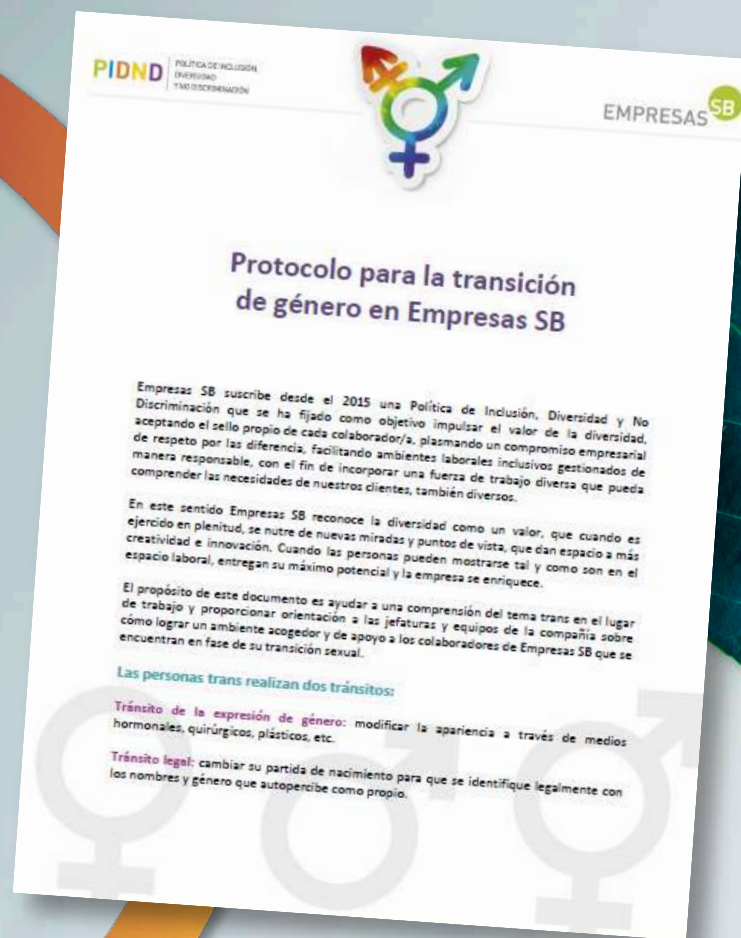 PIDND
POLÍTICA DE INCLUSIÓN,
DIVERSIDAD
Y NO DISCRIMINACIÓN
EMPRESAS SB
Protocolo para la transición
de género en Empresas SB
Empresas SB suscribe desde el 2015 una Política de Inclusión, Diversidad y No
Discriminación que se ha fijado como objetivo impulsar el valor de la diversidad,
aceptando el sello propio de cada colaborador/a, plasmando un compromiso empresarial
de respeto por las diferencia, facilitando ambientes laborales inclusivos gestionados de
manera responsable, con el fin de incorporar una fuerza de trabajo diversa que pueda
comprender las necesidades de nuestros clientes, también diversos.
En este sentido Empresas SB reconoce la diversidad como un valor, que cuando es
ejercido en plenitud, se nutre de nuevas miradas y puntos de vista, que dan espacio a más
creatividad e innovación. Cuando las personas pueden mostrarse tal y como son en el
espacio laboral, entregan su máximo potencial y la empresa se enriquece.
El propósito de este documento es ayudar a una comprensión del tema trans en el lugar
de trabajo y proporcionar orientación a las jefaturas y equipos de la compañía sobre
cómo lograr un ambiente acogedor y de apoyo a los colaboradores de Empresas SB que se
encuentran en fase de su transición sexual.
Las personas trans realizan dos tránsitos:
Tránsito de la expresión de género: modificar la apariencia a través de medios
hormonales, quirúrgicos, plásticos, etc.
Tránsito legal: cambiar su partida de nacimiento para que se identifique legalmente con
los nombres y género que autopercibe como propio.